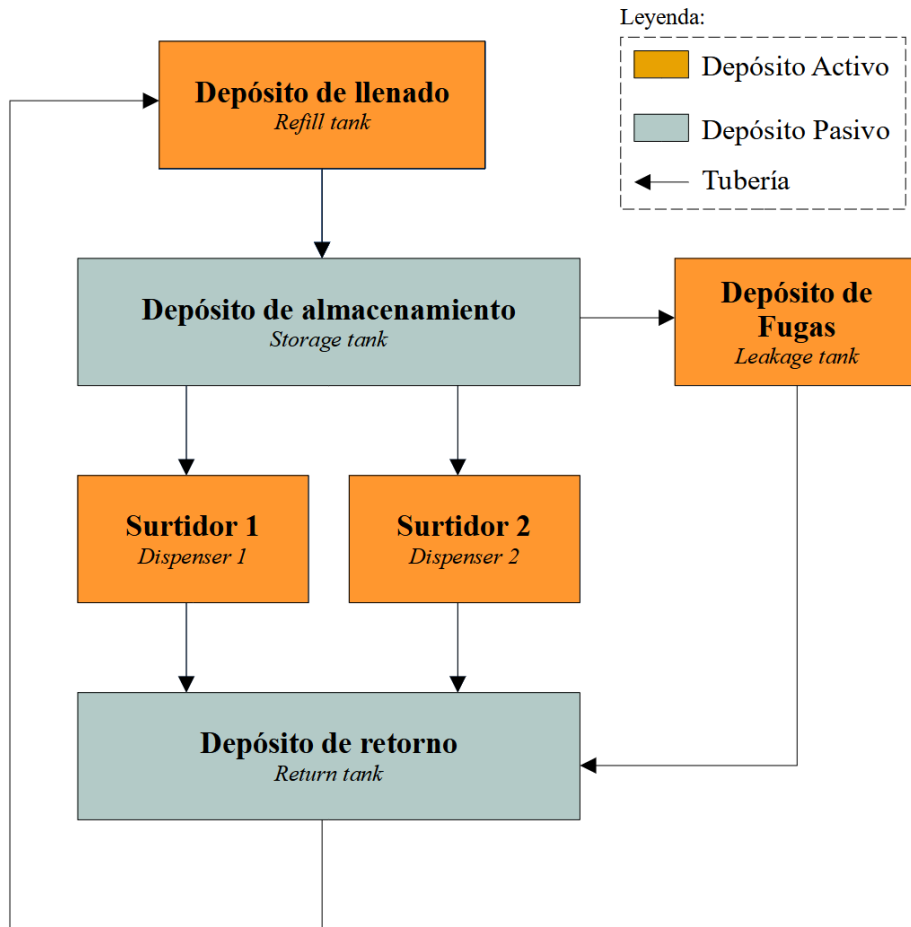 Leyenda:
Depósito Activo
Depósito Pasivo
Tubería
Depósito de llenado
Refill tank
Depósito de almacenamiento
Storage tank
Depósito de
Fugas
Leakage tank
Surtidor 1
Dispenser 1
Surtidor 2
Dispenser 2
Depósito de retorno
Return tank